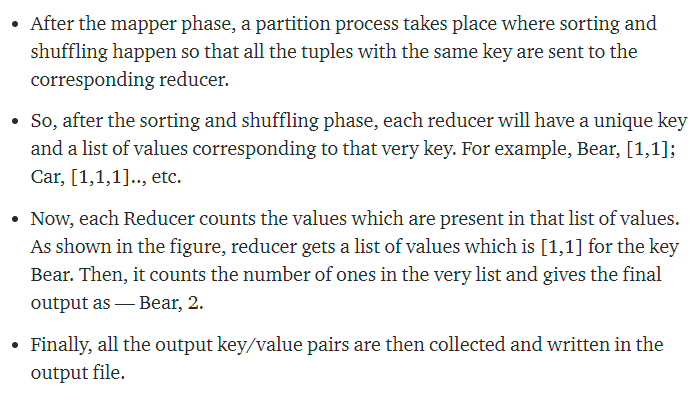 • After the mapper phase, a partition process takes place where sorting and
shuffling happen so that all the tuples with the same key are sent to the
corresponding reducer.
• So, after the sorting and shuffling phase, each reducer will have a unique key
and a list of values corresponding to that very key. For example, Bear, [1,1];
Car, [1,1,1].., etc.
• Now, each Reducer counts the values which are present in that list of values.
As shown in the figure, reducer gets a list of values which is [1,1] for the key
Bear. Then, it counts the number of ones in the very list and gives the final
output as — Bear, 2.
• Finally, all the output key/value pairs are then collected and written in the
output file.